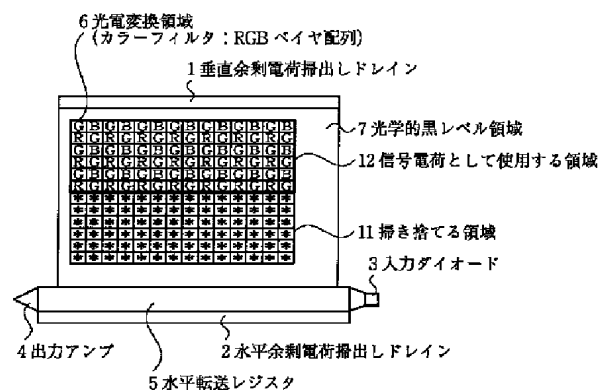 6 光電変換領域
(カラーフィルタ：RGB ベイヤ配列)
1 垂直余剰電荷掃出しドレイン
7 光学的黒レベル領域
G B G B G B G B G B G B G B
R G R G R G R G R G R G R G
G B G B G B G B G B G B G B
R G R G R G R G R G R G R G
G B G B G B G B G B G B G B
R G R G R G R G R G R G R G
* * * * * * * * * * * * * *
* * * * * * * * * * * * * *
* * * * * * * * * * * * * *
* * * * * * * * * * * * * *
* * * * * * * * * * * * * *
* * * * * * * * * * * * * *
12 信号電荷として使用する領域
11 掃き捨てる領域
3 入力ダイオード
4 出力アンプ
2 水平余剰電荷掃出しドレイン
5 水平転送レジスタ